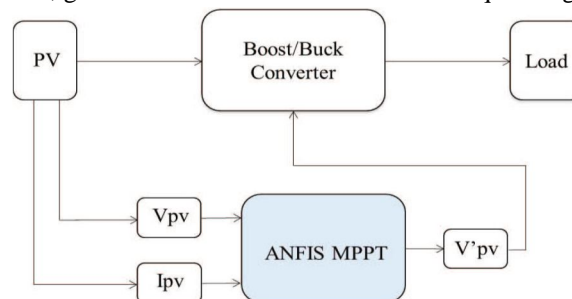 PV
Boost/Buck
Converter
Load
Vpv
ANFIS MPPT
V'pv
Ipv